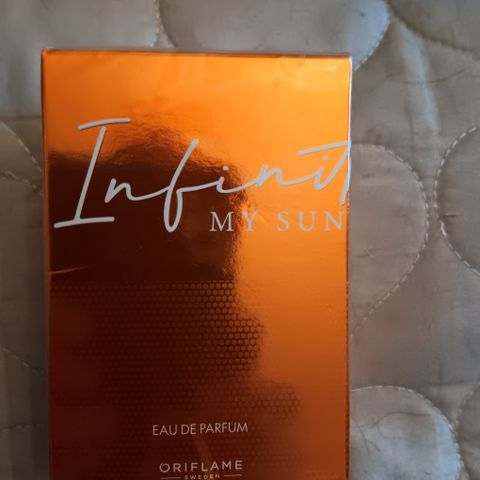 Infinit
MY SUN
EAU DE PARFUM
ORIFLAME
SWEDEN